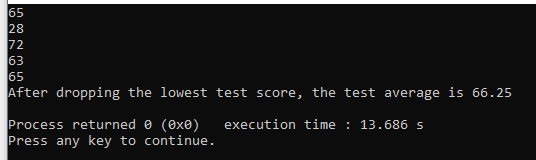 65
28
72
63
65
After dropping the lowest test score, the test average is 66.25
Process returned 0 (0x0)   execution time : 13.686 s
Press any key to continue.